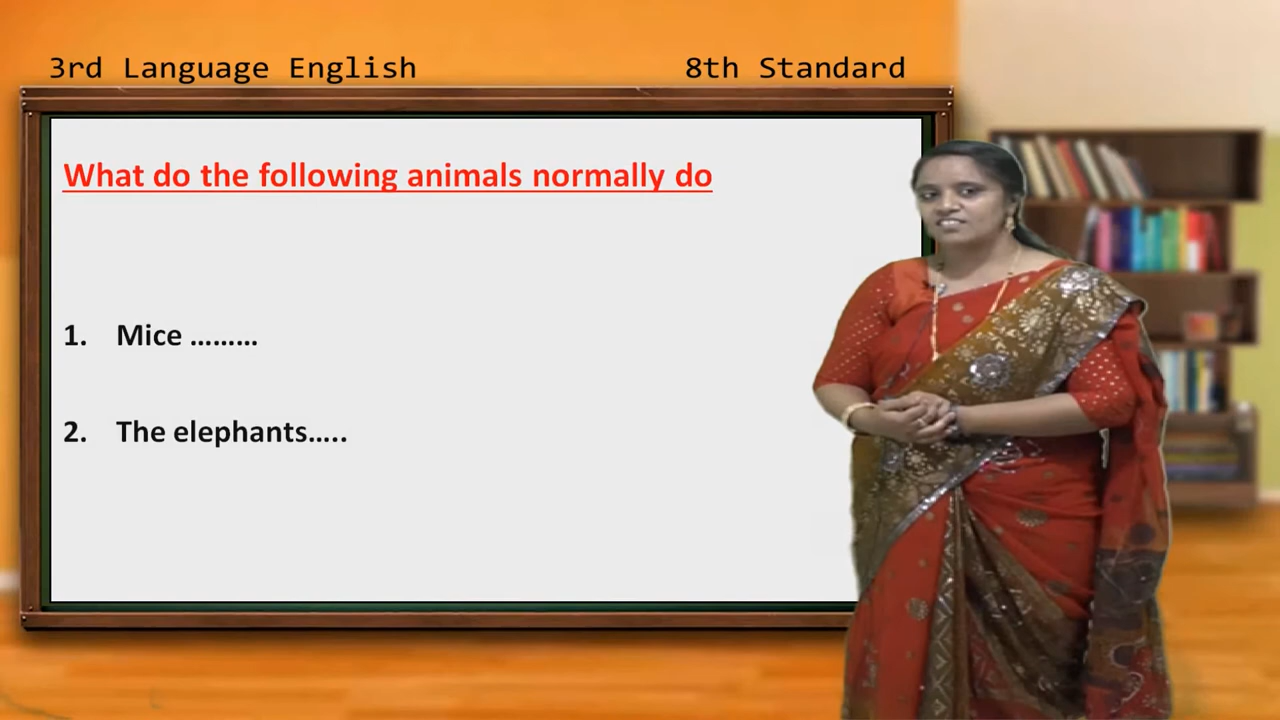 3rd Language English 8th Standard
What do the following animals normally do
1. Mice .........
2. The elephants.....